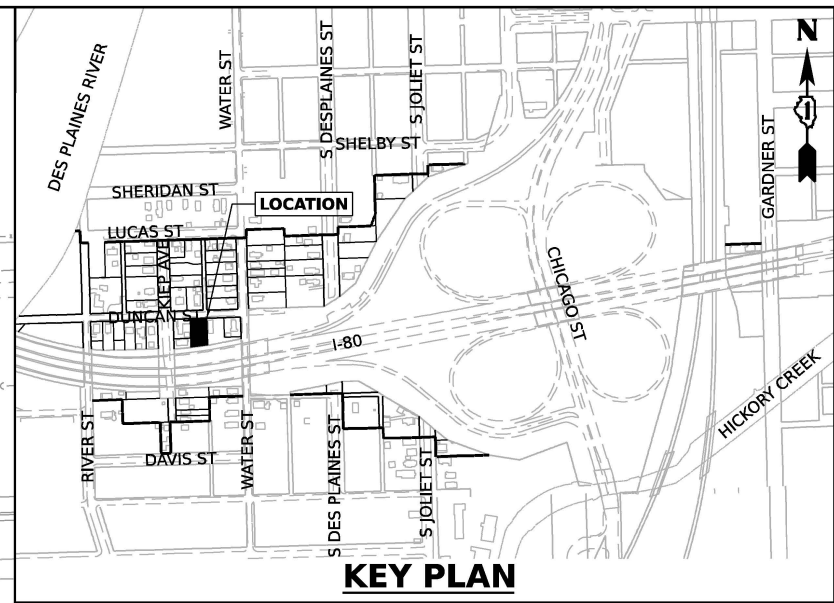 N
1
DES PLAINES RIVER
WATER ST
S DESPLAINES ST
S JOLIET ST
SHELBY ST
GARDNER ST
SHERIDAN ST
LOCATION
LUCAS ST
KIEP AVE
DUNCAN ST
CHICAGO ST
I-80
HICKORY CREEK
RIVER ST
WATER ST
DAVIS ST
S DES PLAINES ST
S JOLIET ST
KEY PLAN